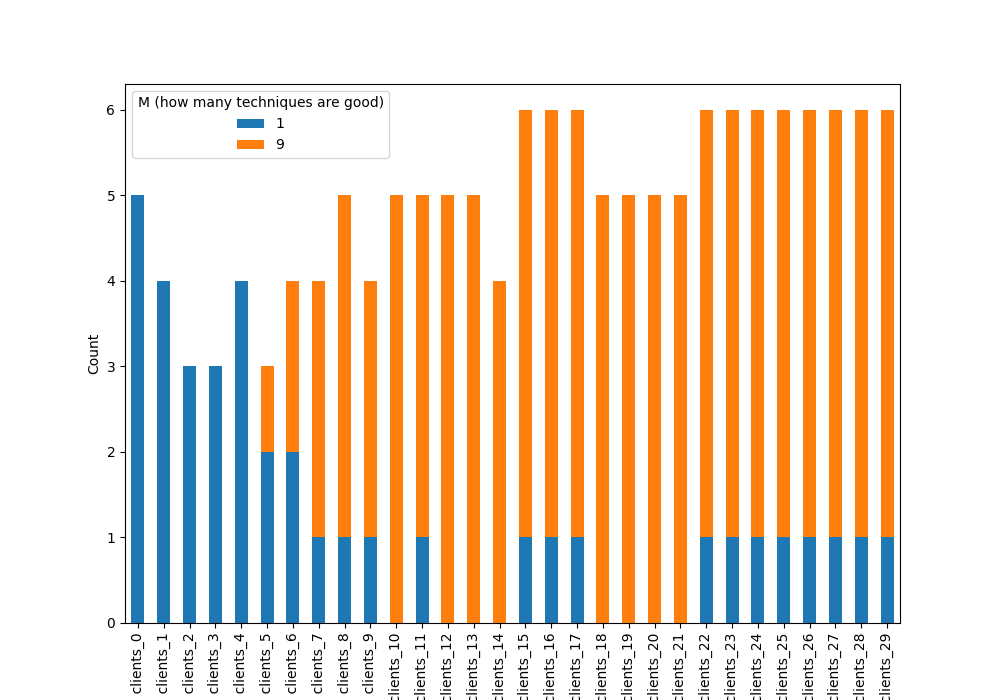 M (how many techniques are good)
1
9
6
5
4
3
2
1
0
Count
clients_0
clients_1
clients_2
clients_3
clients_4
clients_5
clients_6
clients_7
clients_8
clients_9
clients_10
clients_11
clients_12
clients_13
clients_14
clients_15
clients_16
clients_17
clients_18
clients_19
clients_20
clients_21
clients_22
clients_23
clients_24
clients_25
clients_26
clients_27
clients_28
clients_29